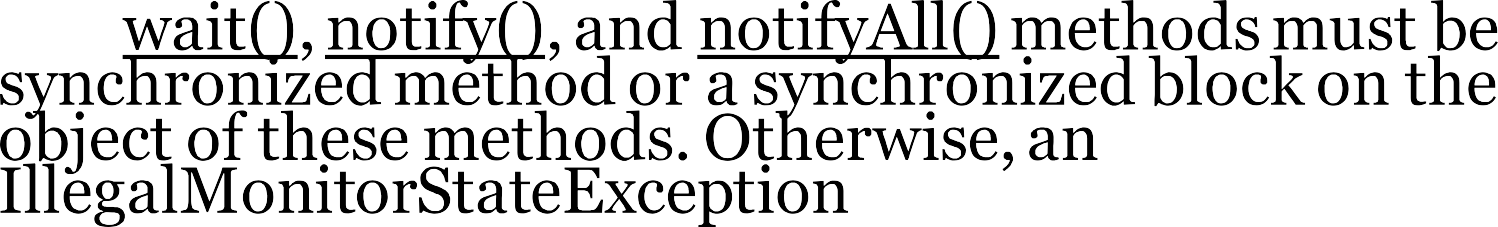 wait(), notify(), and notifyAll() methods must be
synchronized method or a synchronized block on the
object of these methods. Otherwise, an
IllegalMonitorStateException